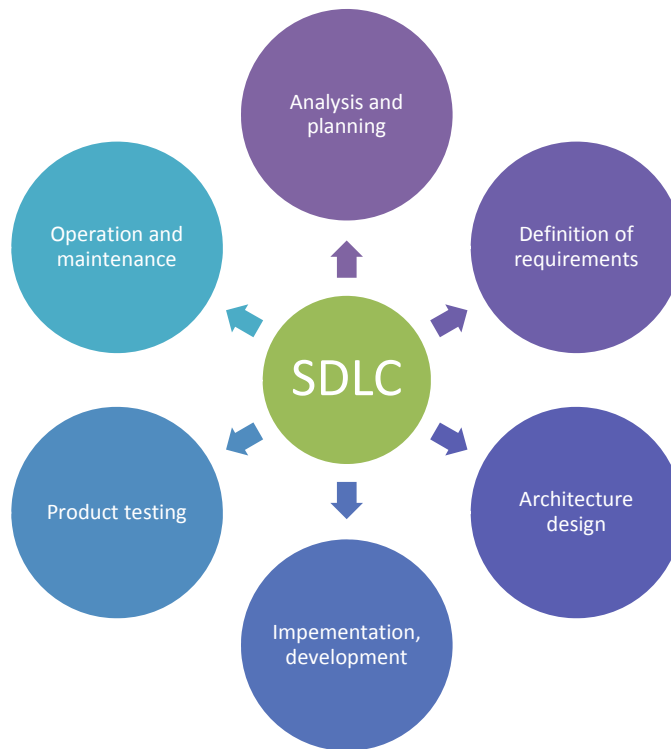 Analysis and
planning
Operation and
maintenance
Definition of
requirements
SDLC
Product testing
Architecture
design
Impementation,
development